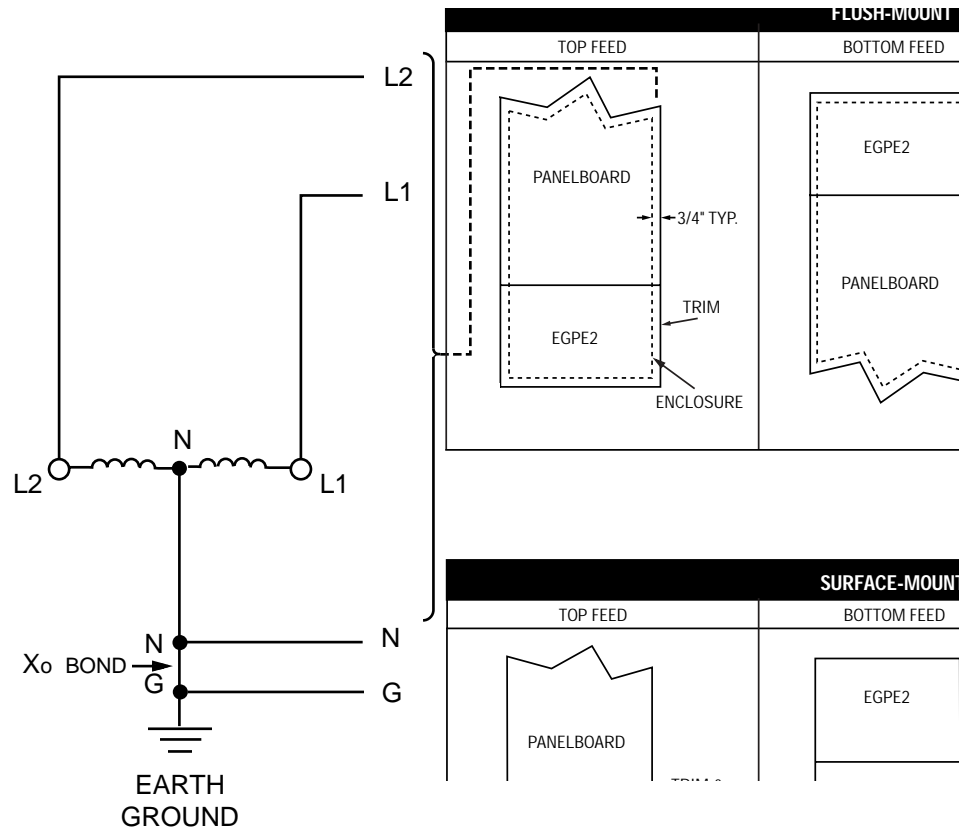 L2
L1
N
L2
L1
N
X₀ BOND
G
N
G
EARTH
GROUND
FLUSH-MOUNT
TOP FEED
BOTTOM FEED
PANELBOARD
3/4" TYP.
TRIM
EGPE2
ENCLOSURE
EGPE2
PANELBOARD
SURFACE-MOUNT
TOP FEED
BOTTOM FEED
PANELBOARD
EGPE2